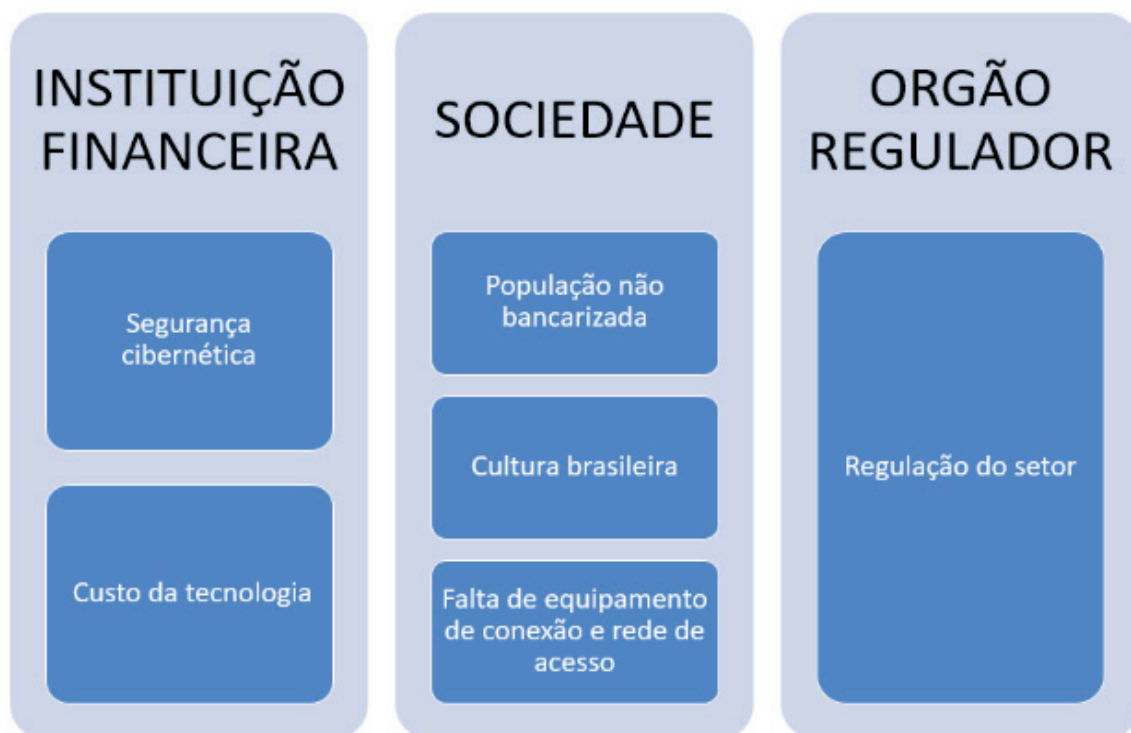 INSTITUIÇÃO
FINANCEIRA
Segurança
cibernética
Custo da tecnologia
SOCIEDADE
População não
bancarizada
Cultura brasileira
Falta de equipamento
de conexão e rede de
acesso
ORGÃO
REGULADOR
Regulação do setor